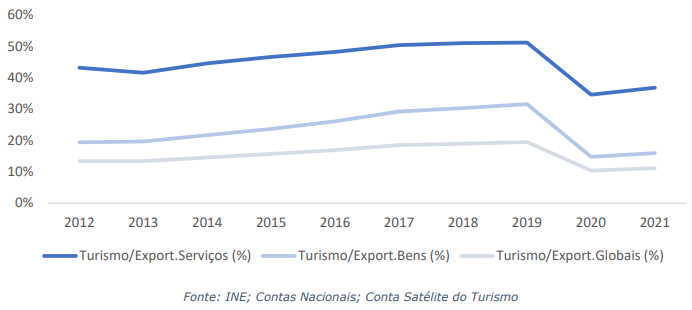 60%
50%
40%
30%
20%
10%
0%
2012 2013 2014 2015 2016 2017 2018 2019 2020 2021
Turismo/Export.Serviços (%) Turismo/Export.Bens (%) Turismo/Export.Globais (%)
Fonte: INE; Contas Nacionais; Conta Satélite do Turismo